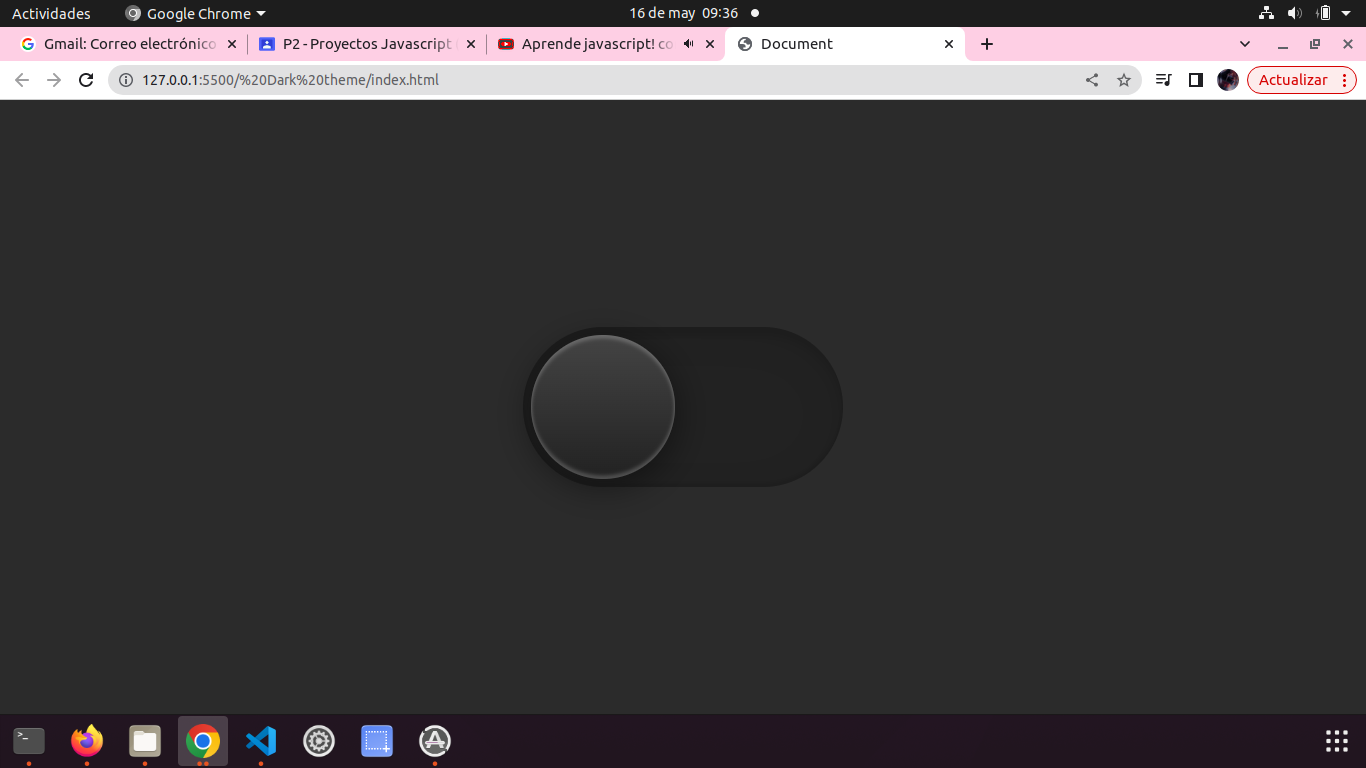 Actividades Google Chrome 16 de may 09:36
Gmail: Correo electrónico P2 - Proyectos Javascript Aprende javascript! co Document
127.0.0.1:5500/%20Dark%20theme/index.html Actualizar